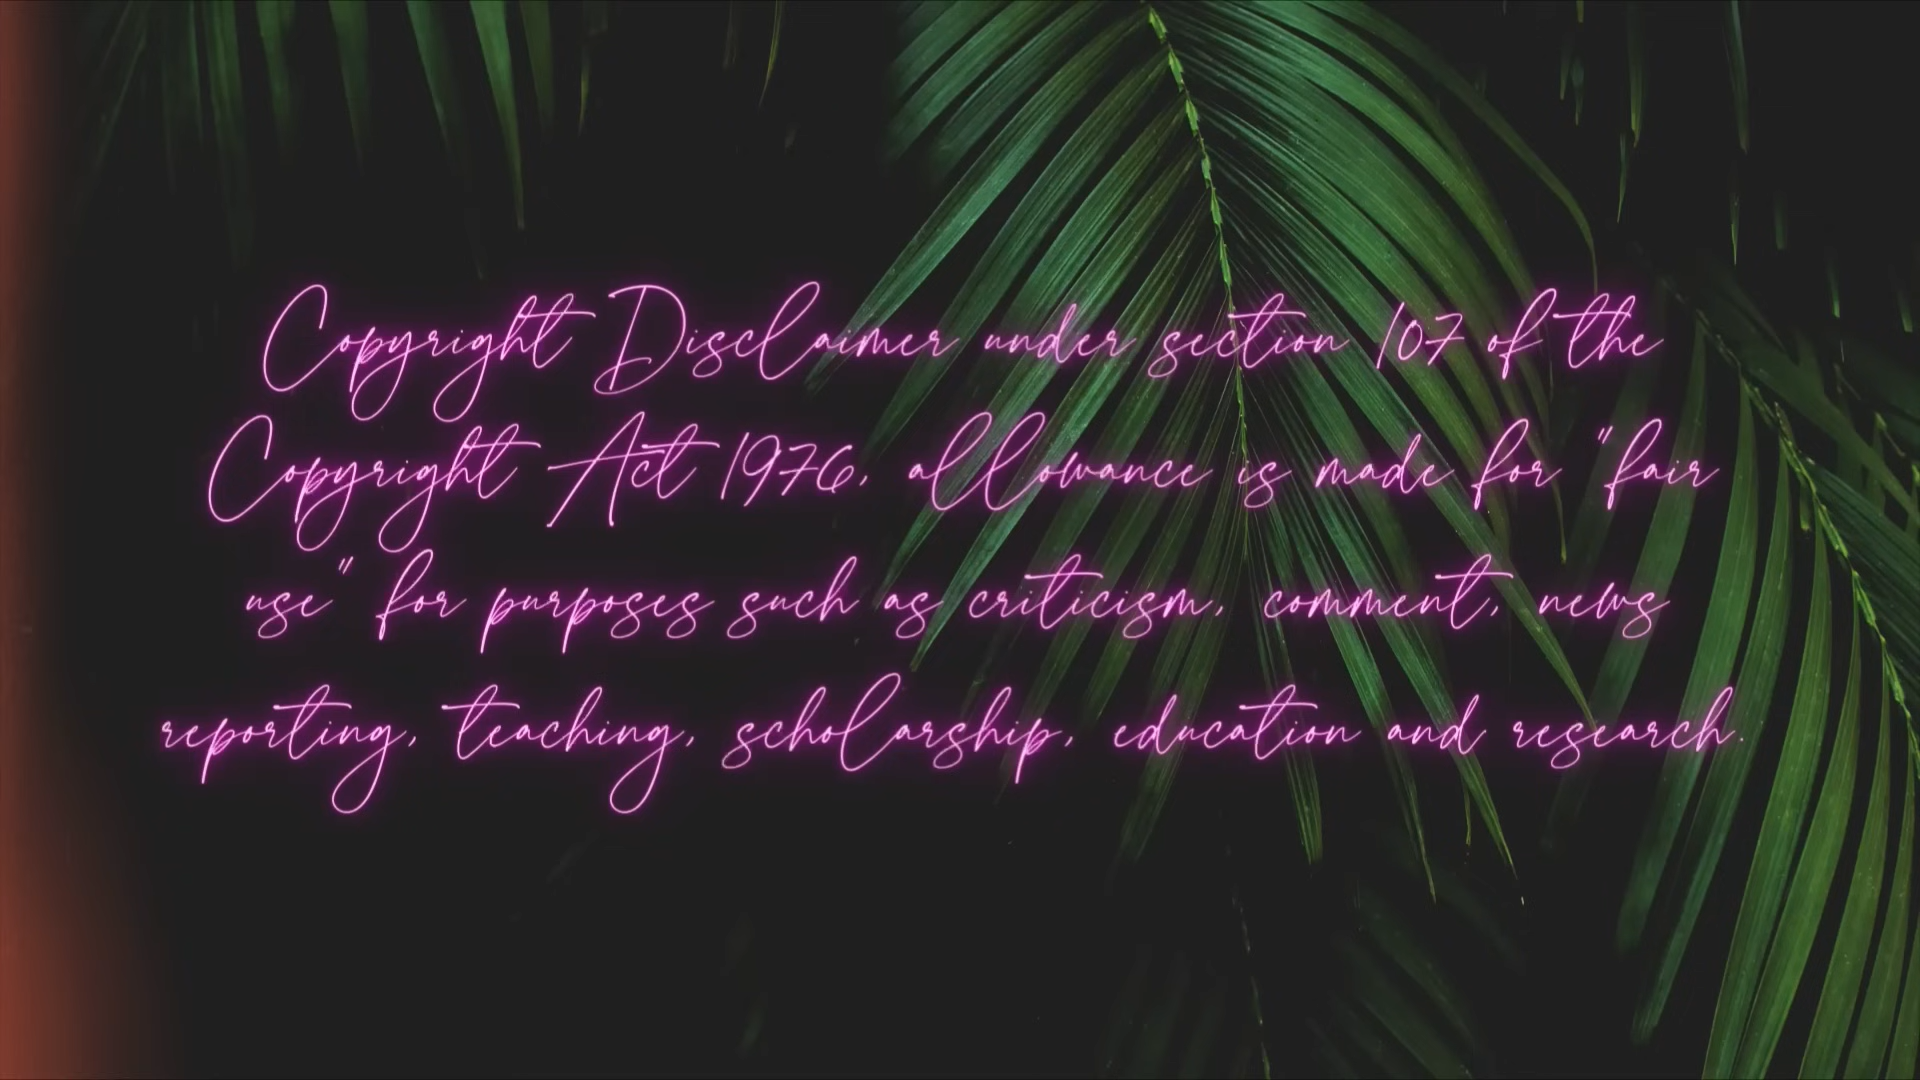 Copyright Disclaimer under section 107 of the
Copyright Act 1976, allowance is made for "fair
use" for purposes such as criticism, comment, news
reporting, teaching, scholarship, education and research.